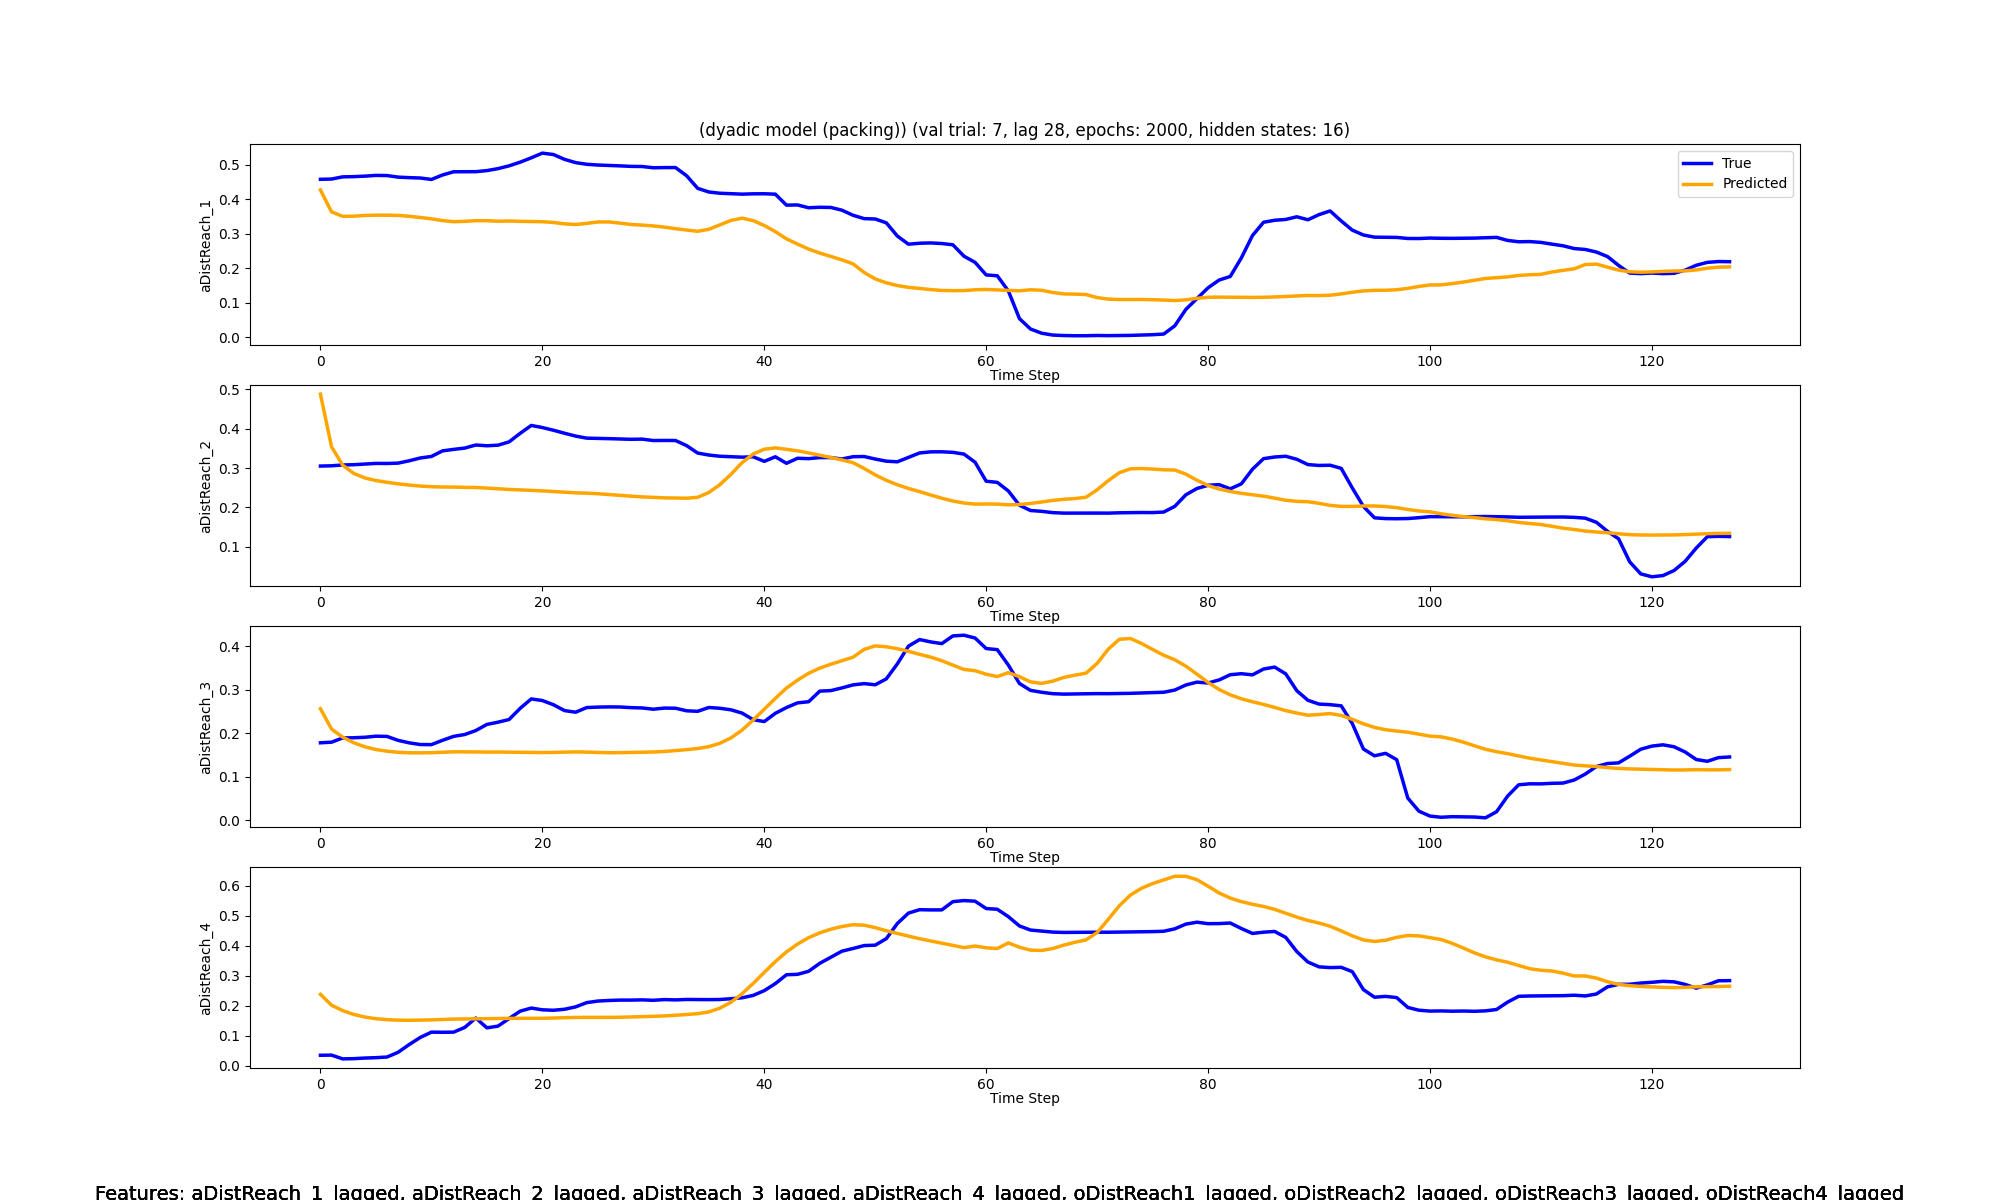 (dyadic model (packing)) (val trial: 7, lag 28, epochs: 2000, hidden states: 16)
True
Predicted
aDistReach_1
0.5
0.4
0.3
0.2
0.1
0.0
0 20 40 60 80 100 120
Time Step
aDistReach_2
0.5
0.4
0.3
0.2
0.1
0 20 40 60 80 100 120
Time Step
aDistReach_3
0.4
0.3
0.2
0.1
0.0
0 20 40 60 80 100 120
Time Step
aDistReach_4
0.6
0.5
0.4
0.3
0.2
0.1
0.0
0 20 40 60 80 100 120
Time Step
Features: aDistReach_1_lagged, aDistReach_2_lagged, aDistReach_3_lagged, aDistReach_4_lagged, oDistReach1_lagged, oDistReach2_lagged, oDistReach3_lagged, oDistReach4_lagged